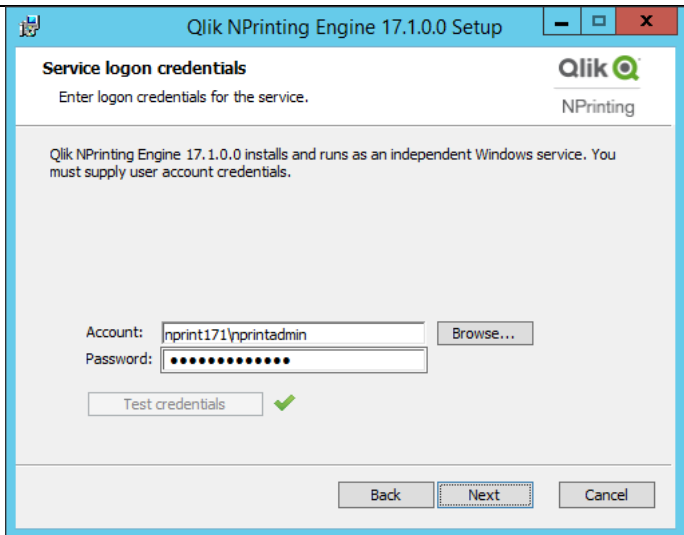 Qlik NPrinting Engine 17.1.0.0 Setup
Service logon credentials
Enter logon credentials for the service.
Qlik
NPrinting
Qlik NPrinting Engine 17.1.0.0 installs and runs as an independent Windows service. You
must supply user account credentials.
Account: nprint171\nprintadmin Browse...
Password: ●●●●●●●●●●●●●
Test credentials
Back Next Cancel